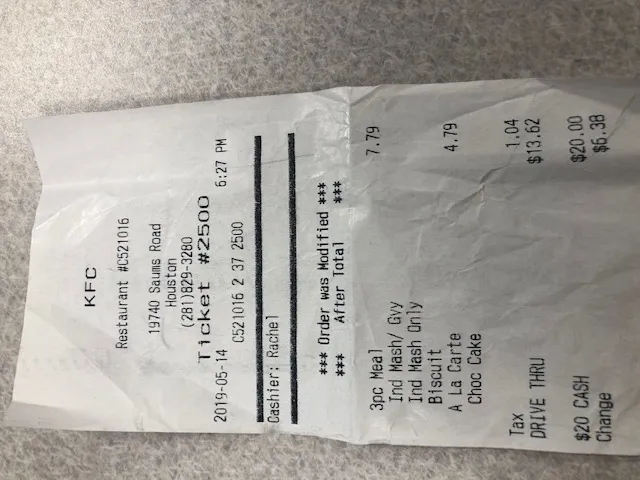 KFC
Restaurant #C521016
19740 Saums Road
Houston
(281)829-3280
Ticket #2500
2019-05-14 6:27 PM
C521016 2 37 2500
Cashier: Rachel
*** Order was Modified ***
*** After Total ***
3pc Meal 7.79
Ind Mash/ Gvy
Ind Mash Only
Biscuit
A La Carte 4.79
Choc Cake
Tax 1.04
DRIVE THRU $13.62
$20 CASH $20.00
Change $6.38